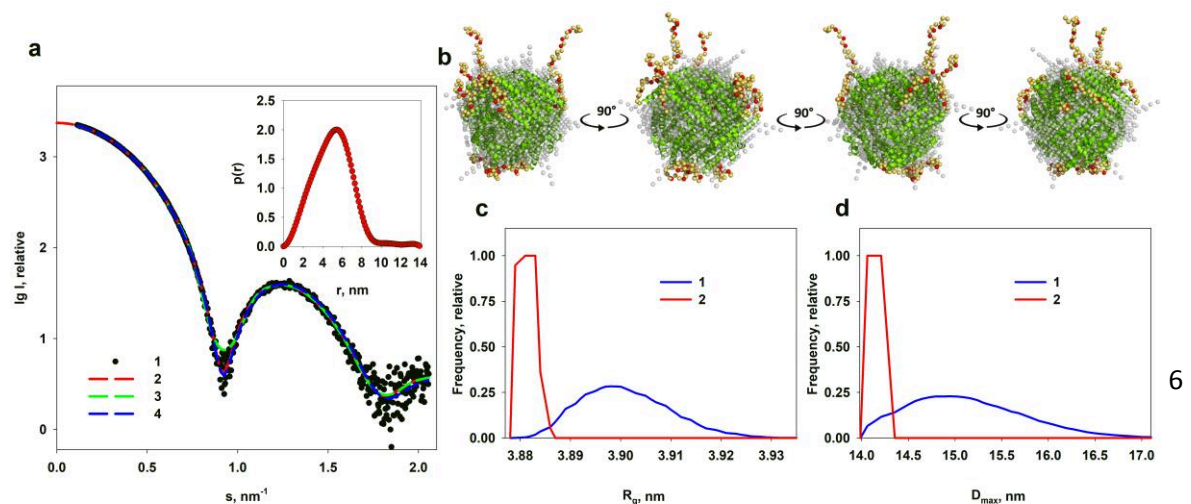 a
lg I, relative
3
2
1
0
0.0
0.5
1.0
1.5
2.0
s, nm-1
1
2
3
4
p(r)
2.5
2.0
1.5
1.0
0.5
0.0
0 2 4 6 8 10 12 14
r, nm
b
90°
90°
90°
c
Frequency, relative
1.00
0.75
0.50
0.25
0.00
3.88 3.89 3.90 3.91 3.92 3.93
Rg, nm
1
2
d
Frequency, relative
1.00
0.75
0.50
0.25
0.00
14.0 14.5 15.0 15.5 16.0 16.5 17.0
Dmax, nm
1
2
6